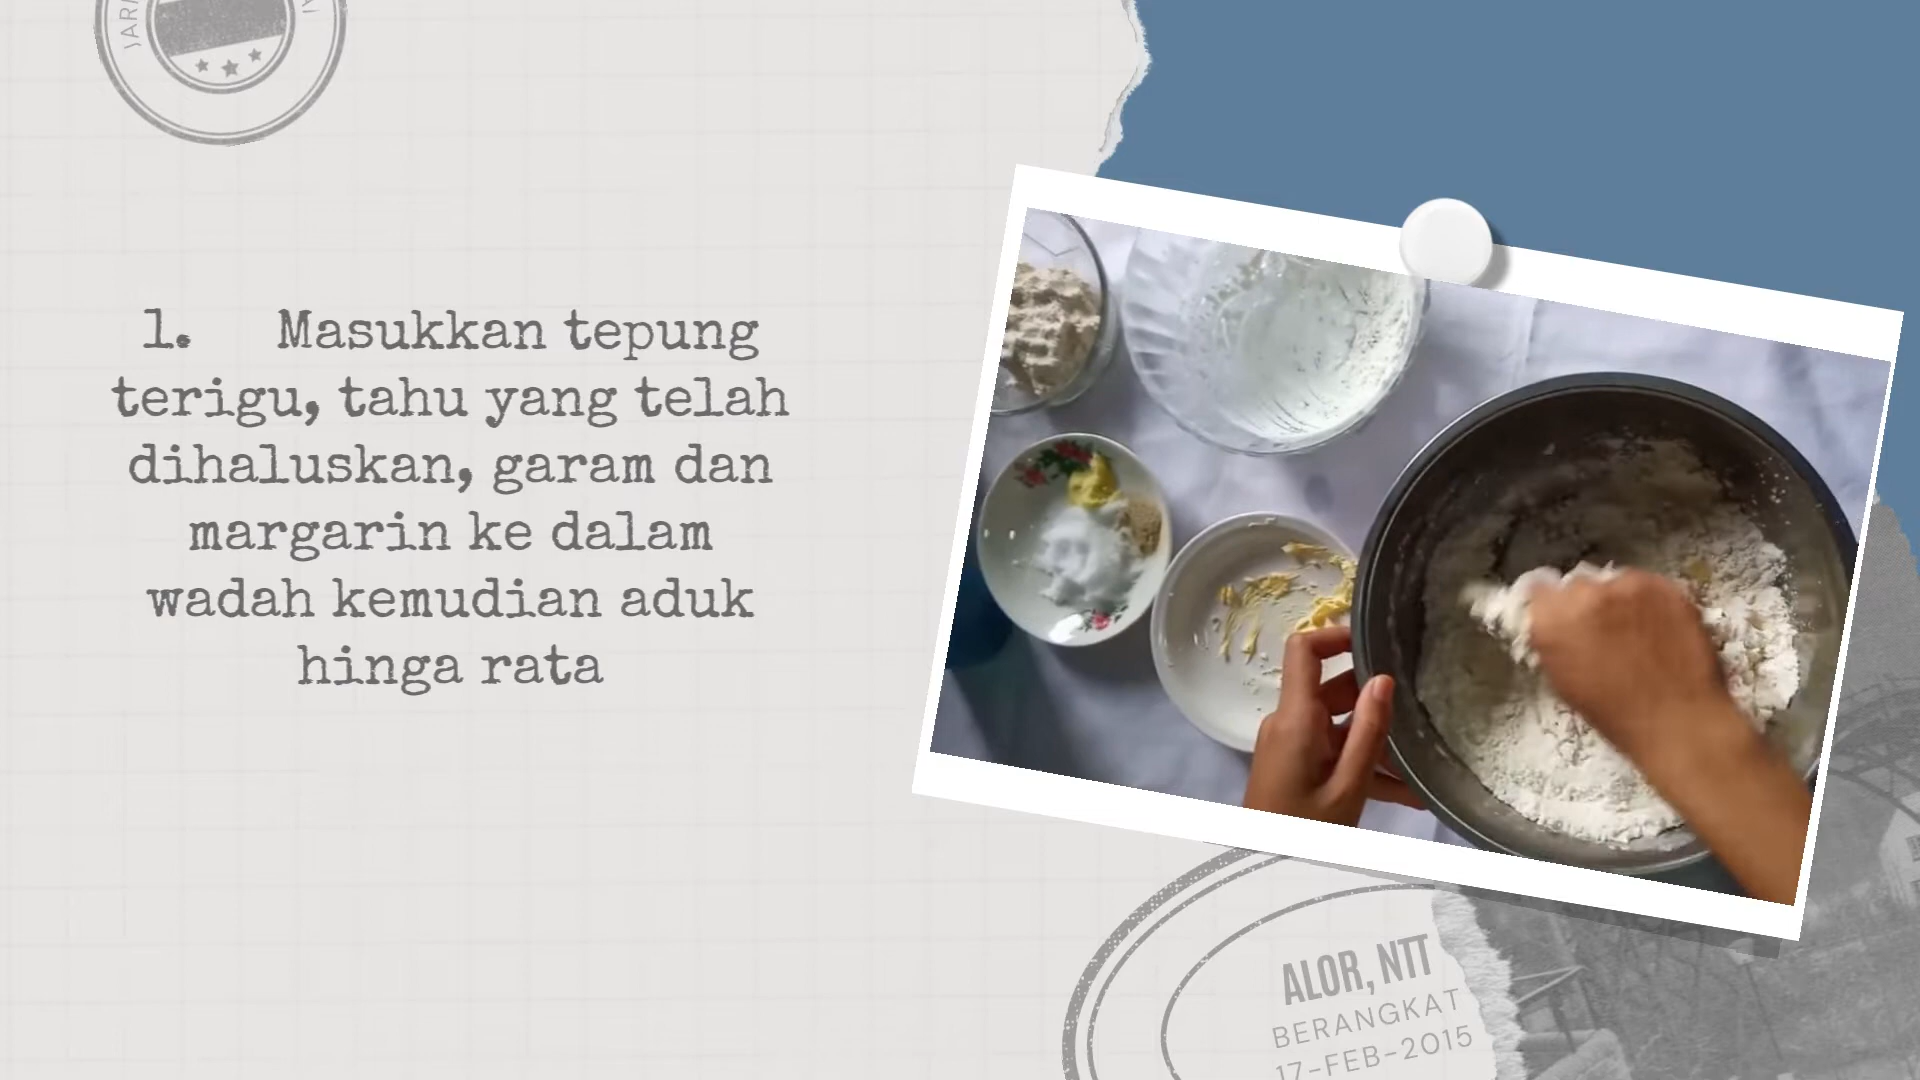 1. Masukkan tepung
terigu, tahu yang telah
dihaluskan, garam dan
margarin ke dalam
wadah kemudian aduk
hinga rata
ALOR, NTT
BERANGKAT
17-FEB-2015